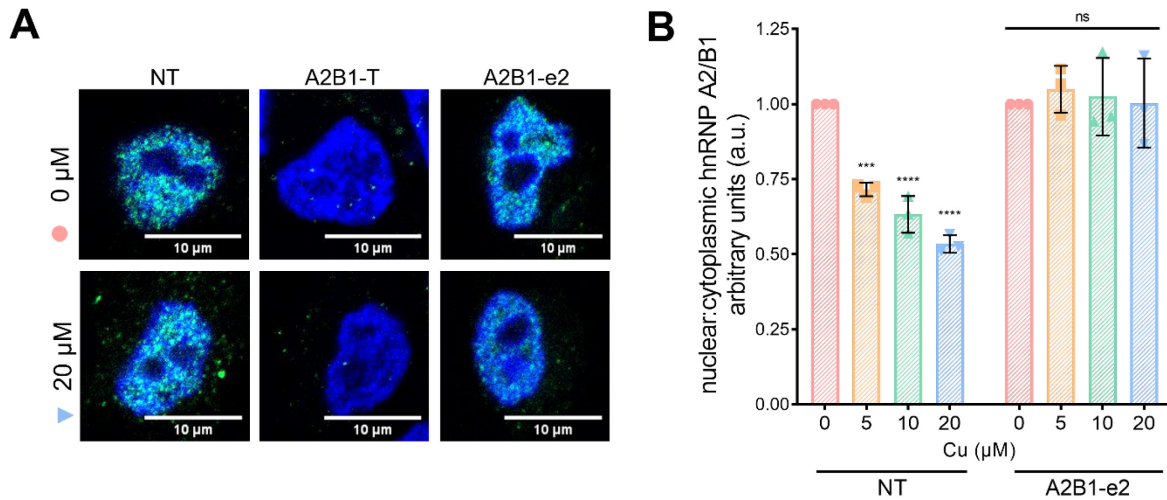 A
NT A2B1-T A2B1-e2
0 µM
10 µm 10 µm 10 µm
20 µM
10 µm 10 µm 10 µm
B
nuclear:cytoplasmic hnRNP A2/B1
arbitrary units (a.u.)
ns
1.25
1.00
0.75
0.50
0.25
0.00
*** **** ****
0 5 10 20 0 5 10 20
Cu (µM)
NT A2B1-e2